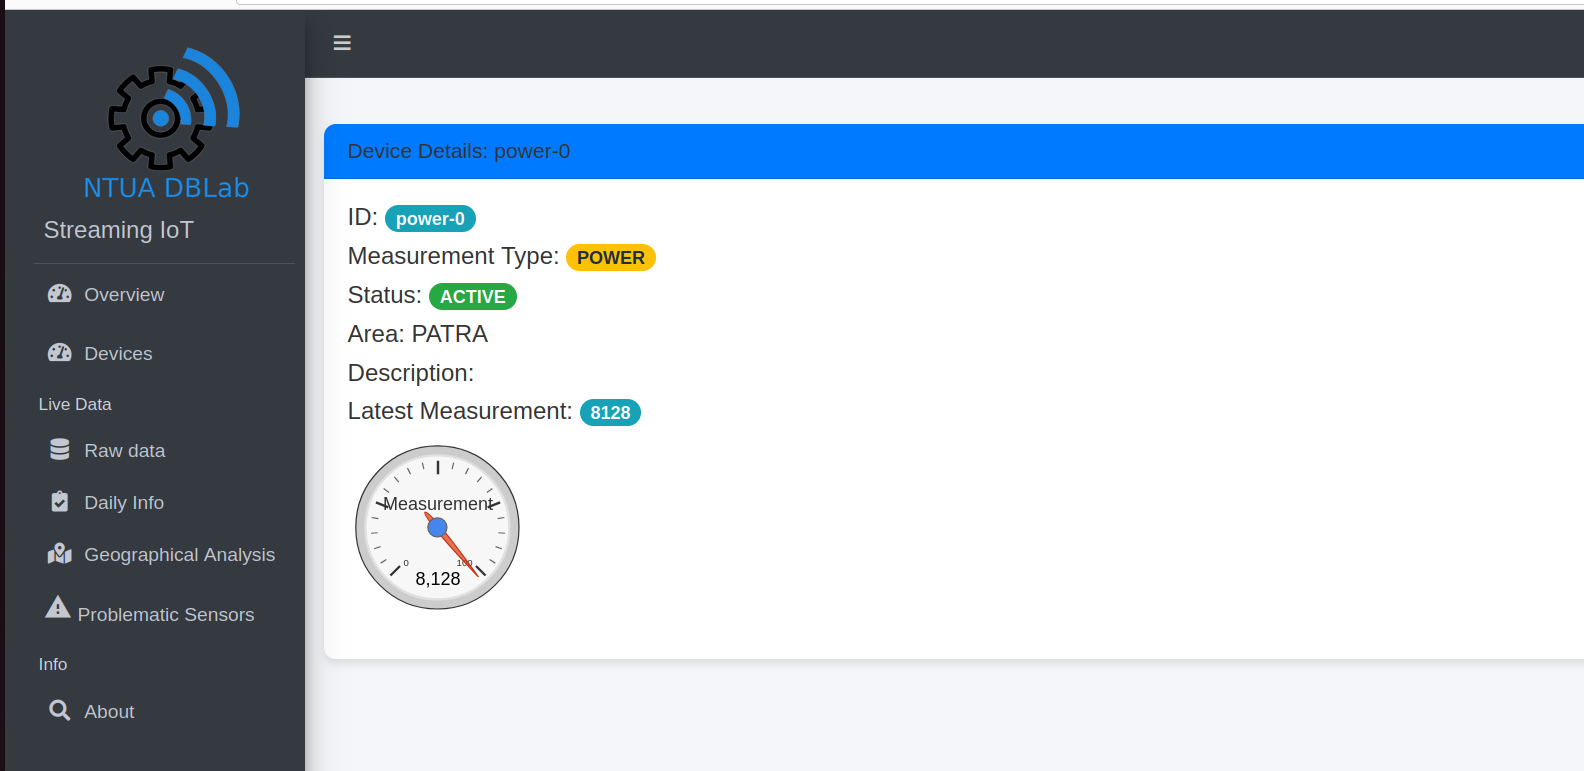 NTUA DBLab
Streaming IoT
Overview
Devices
Live Data
Raw data
Daily Info
Geographical Analysis
Problematic Sensors
Info
About
Device Details: power-0
ID: power-0
Measurement Type: POWER
Status: ACTIVE
Area: PATRA
Description:
Latest Measurement: 8128
Measurement
0 100
8,128